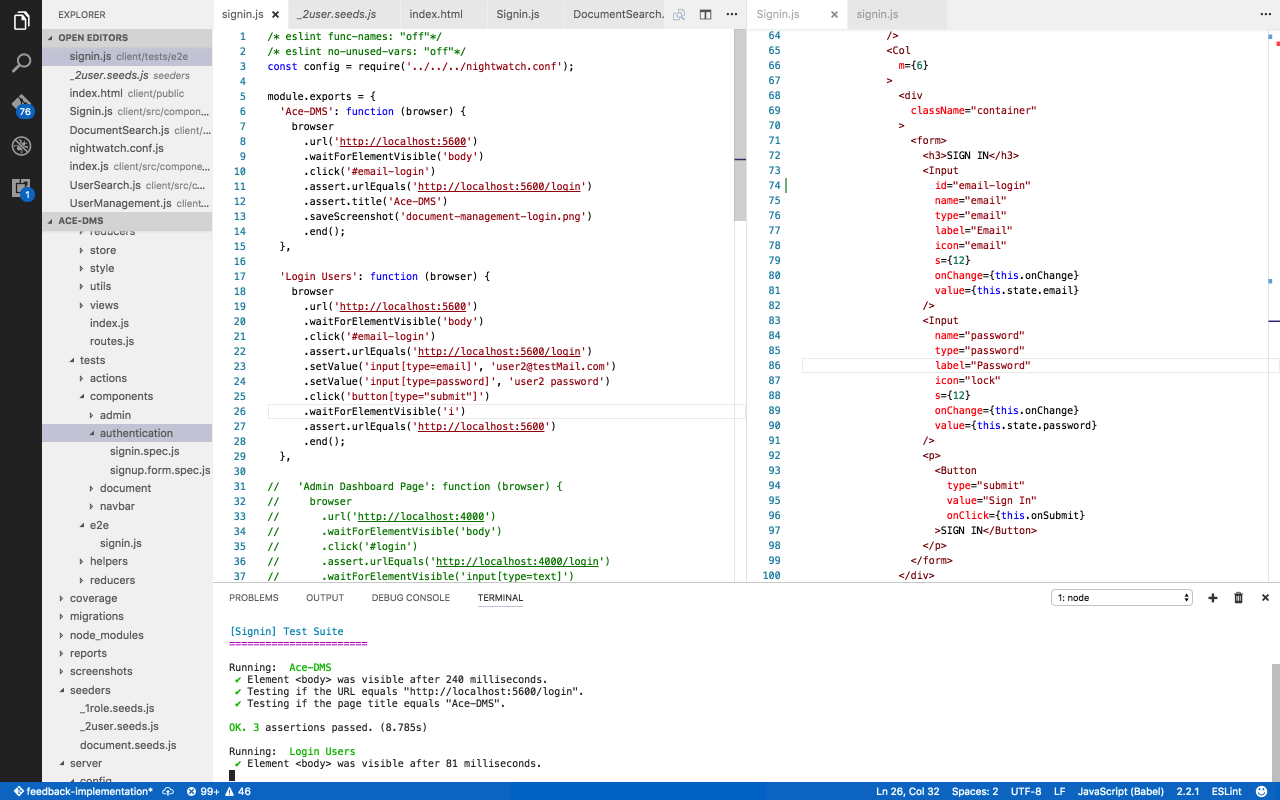 EXPLORER
OPEN EDITORS
signin.js client/tests/e2e
_2user.seeds.js seeders
index.html client/public
Signin.js client/src/compon...
DocumentSearch.js client/...
nightwatch.conf.js
index.js client/src/compone...
UserSearch.js client/src/c...
UserManagement.js client...
ACE-DMS
reducers
store
style
utils
views
index.js
routes.js
tests
actions
components
admin
authentication
signin.spec.js
signup.form.spec.js
document
navbar
e2e
signin.js
helpers
reducers
coverage
migrations
node_modules
reports
screenshots
seeders
_1role.seeds.js
_2user.seeds.js
document.seeds.js
server
config
76
1
signin.js _2user.seeds.js index.html Signin.js DocumentSearch.
1 /* eslint func-names: "off"*/
2 /* eslint no-unused-vars: "off"*/
3 const config = require('../../../nightwatch.conf');
4
5 module.exports = {
6 'Ace-DMS': function (browser) {
7 browser
8 .url('http://localhost:5600')
9 .waitForElementVisible('body')
10 .click('#email-login')
11 .assert.urlEquals('http://localhost:5600/login')
12 .assert.title('Ace-DMS')
13 .saveScreenshot('document-management-login.png')
14 .end();
15 },
16
17 'Login Users': function (browser) {
18 browser
19 .url('http://localhost:5600')
20 .waitForElementVisible('body')
21 .click('#email-login')
22 .assert.urlEquals('http://localhost:5600/login')
23 .setValue('input[type=email]', 'user2@testMail.com')
24 .setValue('input[type=password]', 'user2 password')
25 .click('button[type="submit"]')
26 .waitForElementVisible('i')
27 .assert.urlEquals('http://localhost:5600')
28 .end();
29 },
30
31 // 'Admin Dashboard Page': function (browser) {
32 // browser
33 // .url('http://localhost:4000')
34 // .waitForElementVisible('body')
35 // .click('#login')
36 // .assert.urlEquals('http://localhost:4000/login')
37 // .waitForElementVisible('input[type=text]')
Signin.js signin.js
64 />
65 <Col
66 m={6}
67 >
68 <div
69 className="container"
70 >
71 <form>
72 <h3>SIGN IN</h3>
73 <Input
74 id="email-login"
75 name="email"
76 type="email"
77 label="Email"
78 icon="email"
79 s={12}
80 onChange={this.onChange}
81 value={this.state.email}
82 />
83 <Input
84 name="password"
85 type="password"
86 label="Password"
87 icon="lock"
88 s={12}
89 onChange={this.onChange}
90 value={this.state.password}
91 />
92 <p>
93 <Button
94 type="submit"
95 value="Sign In"
96 onClick={this.onSubmit}
97 >SIGN IN</Button>
98 </p>
99 </form>
100 </div>
PROBLEMS OUTPUT DEBUG CONSOLE TERMINAL 1: node
[Signin] Test Suite
=======================
Running: Ace-DMS
✔ Element <body> was visible after 240 milliseconds.
✔ Testing if the URL equals "http://localhost:5600/login".
✔ Testing if the page title equals "Ace-DMS".
OK. 3 assertions passed. (8.785s)
Running: Login Users
✔ Element <body> was visible after 81 milliseconds.
feedback-implementation* 99+ 46 Ln 26, Col 32 Spaces: 2 UTF-8 LF JavaScript (Babel) 2.2.1 ESLint